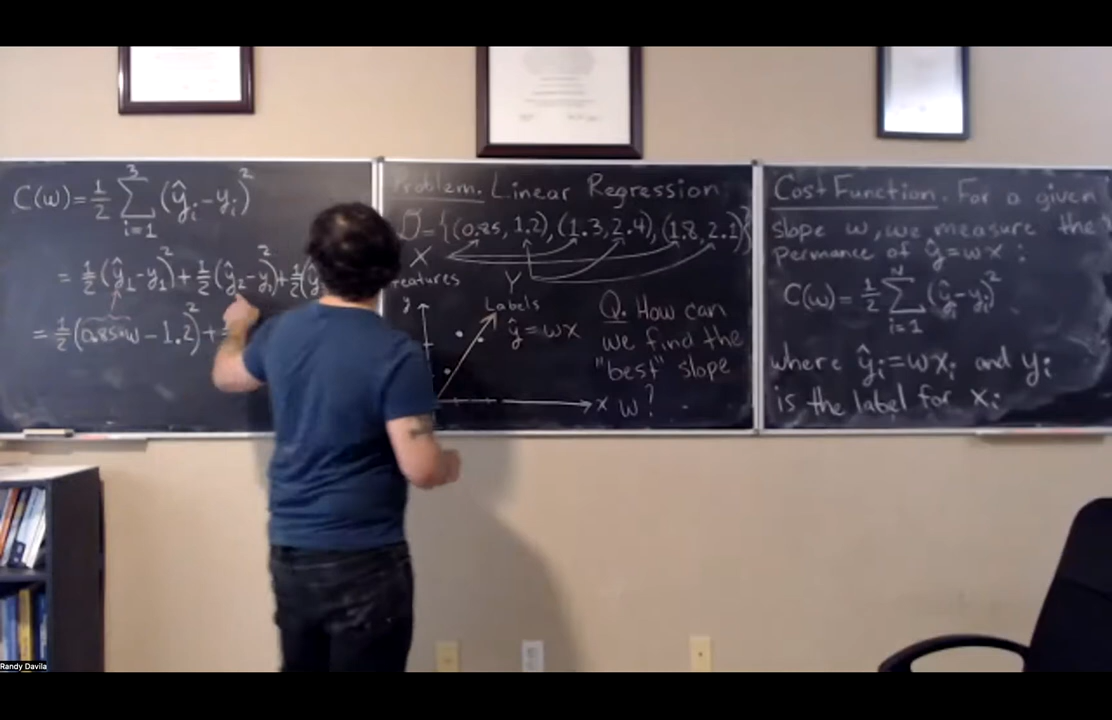 C(w) = 1/2 Σ_{i=1}^{3} (ŷ_i - y_i)^2
= 1/2 (ŷ_1 - y_1)^2 + 1/2 (ŷ_2 - y_2)^2 + 1/2 (ŷ
= 1/2 (0.85·w - 1.2)^2 +
Problem. Linear Regression
D = {(0.85, 1.2), (1.3, 2.4), (1.8, 2.1)}
X
Features
Y
Labels
y
ŷ = wx
x
Q. How can
we find the
"best" slope
w?
Cost Function. For a given
slope w, we measure the
permance of ŷ = wx :
C(w) = 1/2 Σ_{i=1}^{N} (ŷ_i - y_i)^2
where ŷ_i = wx_i and y_i
is the label for x_i
Randy Davila